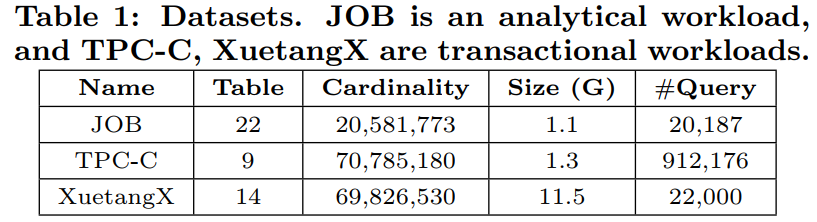 Table 1: Datasets. JOB is an analytical workload,
and TPC-C, XuetangX are transactional workloads.
Name Table Cardinality Size (G) #Query
JOB 22 20,581,773 1.1 20,187
TPC-C 9 70,785,180 1.3 912,176
XuetangX 14 69,826,530 11.5 22,000